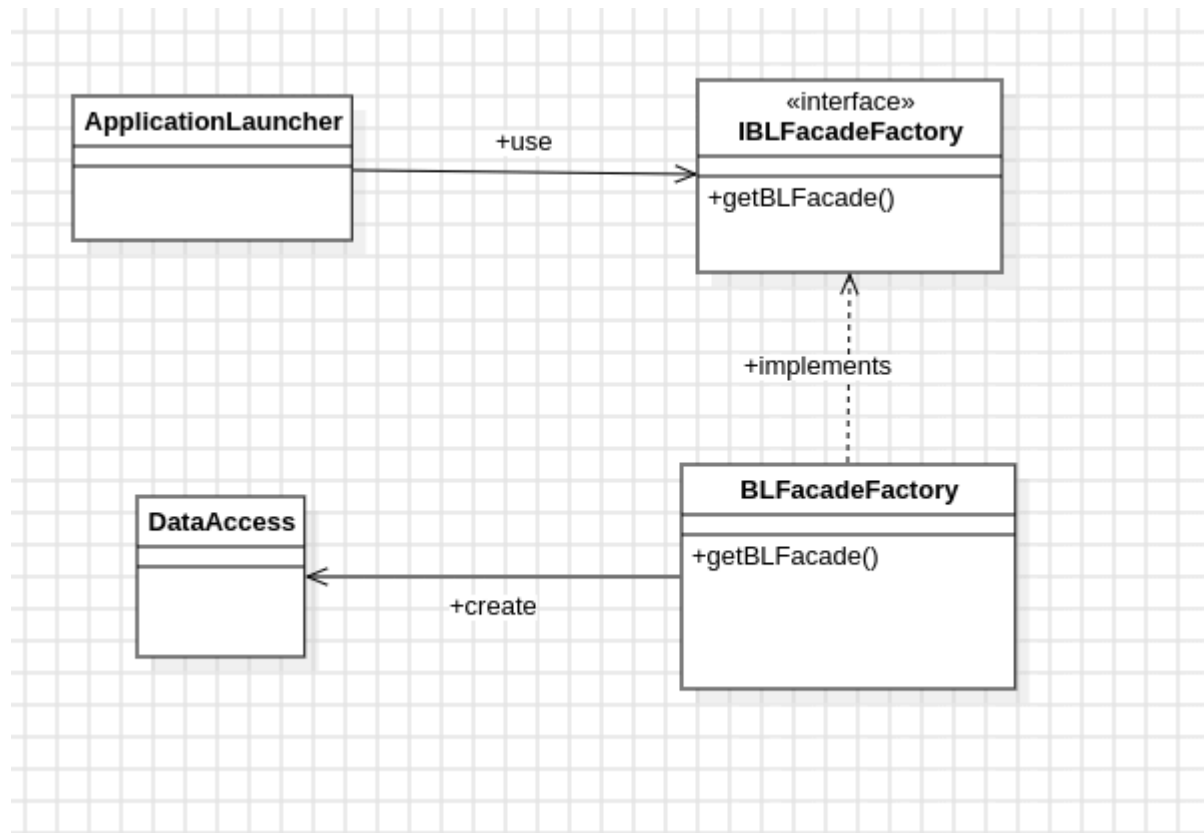 ApplicationLauncher
+use
«interface»
IBLFacadeFactory
+getBLFacade()
+implements
DataAccess
+create
BLFacadeFactory
+getBLFacade()